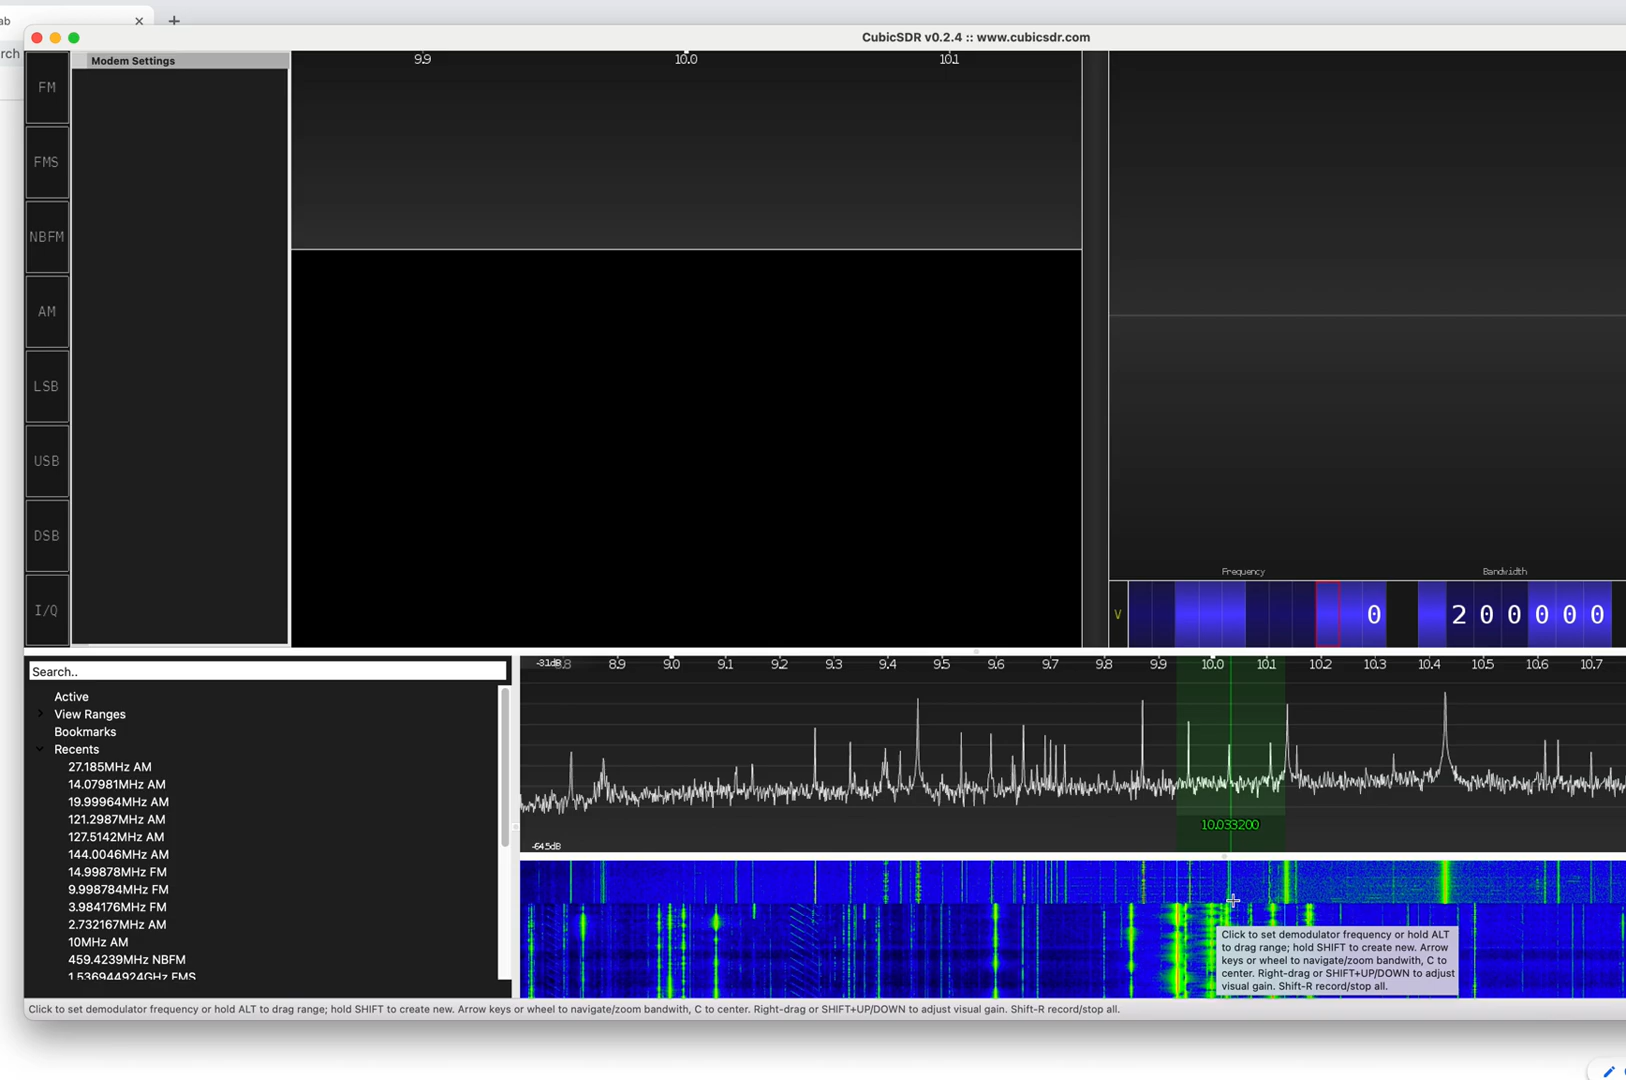 ab
CubicSDR v0.2.4 :: www.cubicsdr.com
rch
Modem Settings
9.9 10.0 10.1
FM
FMS
NBFM
AM
LSB
USB
DSB
I/Q
Frequency Bandwidth
V 0 200000
Search..
Active
View Ranges
Bookmarks
Recents
27.185MHz AM
14.07981MHz AM
19.99964MHz AM
121.2987MHz AM
127.5142MHz AM
144.0046MHz AM
14.99878MHz FM
9.998784MHz FM
3.984176MHz FM
2.732167MHz AM
10MHz AM
459.4239MHz NBFM
1.536944924GHz FMS
-3.1dB 8.9 9.0 9.1 9.2 9.3 9.4 9.5 9.6 9.7 9.8 9.9 10.0 10.1 10.2 10.3 10.4 10.5 10.6 10.7
10.033200
-64.5dB
Click to set demodulator frequency or hold ALT
to drag range; hold SHIFT to create new. Arrow
keys or wheel to navigate/zoom bandwith, C to
center. Right-drag or SHIFT+UP/DOWN to adjust
visual gain. Shift-R record/stop all.
Click to set demodulator frequency or hold ALT to drag range; hold SHIFT to create new. Arrow keys or wheel to navigate/zoom bandwith, C to center. Right-drag or SHIFT+UP/DOWN to adjust visual gain. Shift-R record/stop all.